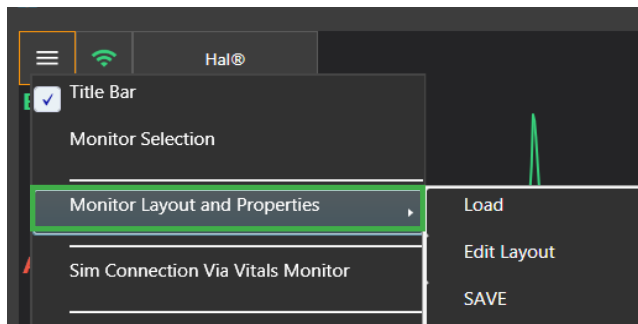 Hal®
Title Bar
Monitor Selection
Monitor Layout and Properties
Load
Edit Layout
Sim Connection Via Vitals Monitor
SAVE